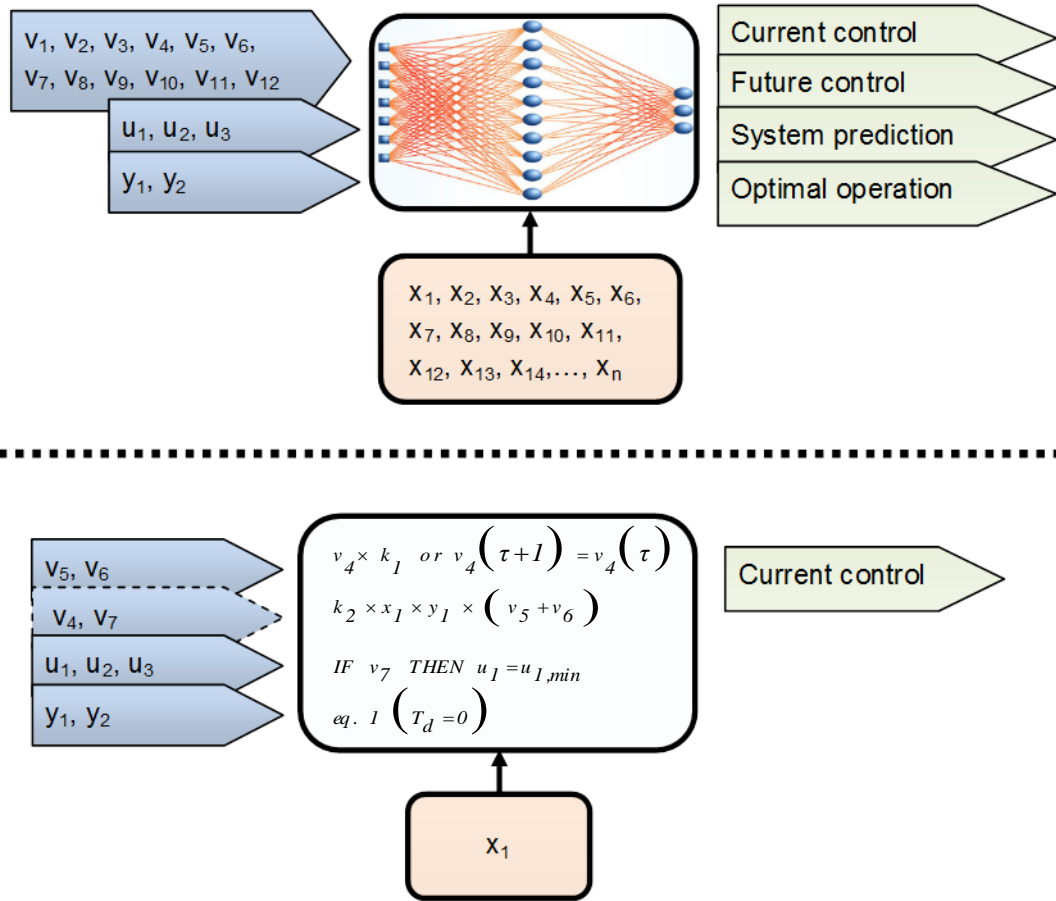 v₁, v₂, v₃, v₄, v₅, v₆,
v₇, v₈, v₉, v₁₀, v₁₁, v₁₂
u₁, u₂, u₃
y₁, y₂
Current control
Future control
System prediction
Optimal operation
x₁, x₂, x₃, x₄, x₅, x₆,
x₇, x₈, x₉, x₁₀, x₁₁,
x₁₂, x₁₃, x₁₄,..., xₙ
v₅, v₆
v₄, v₇
u₁, u₂, u₃
y₁, y₂
v₄ × k₁ or v₄(τ+1) = v₄(τ)
k₂ × x₁ × y₁ × (v₅+v₆)
IF v₇ THEN u₁=u₁,min
eq. 1 (T_d=0)
Current control
x₁